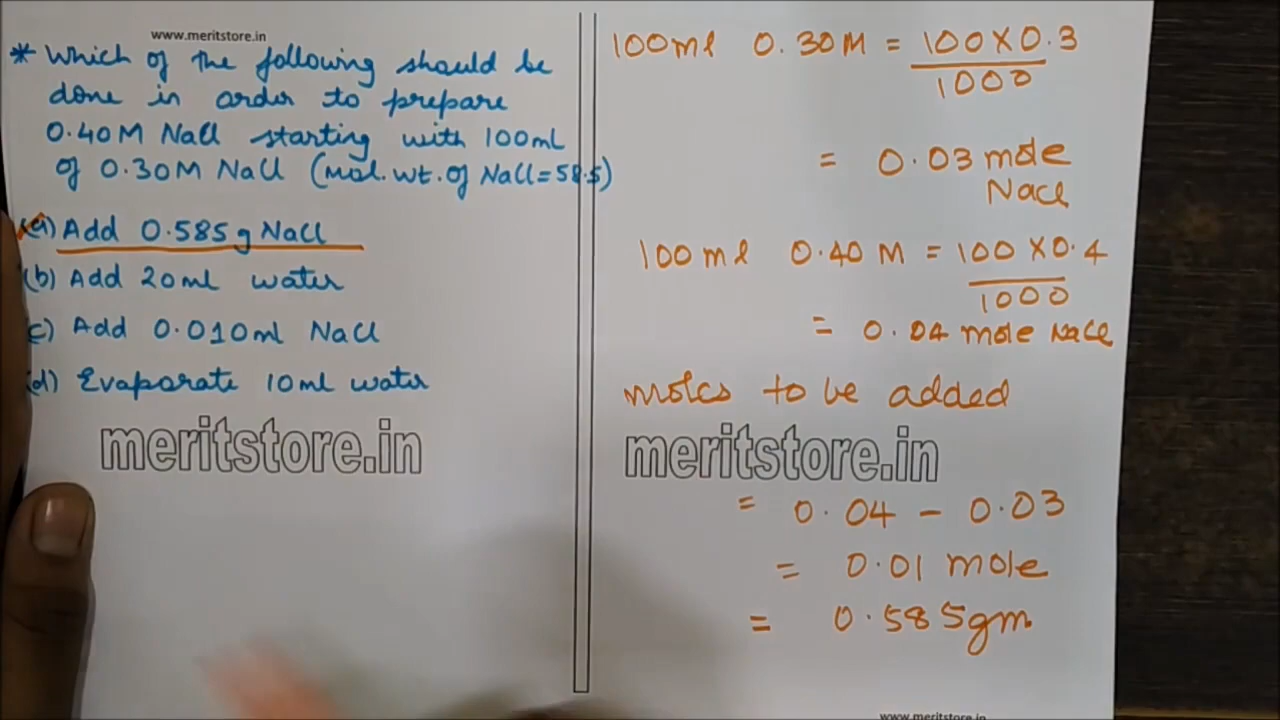 www.meritstore.in
* Which of the following should be
done in order to prepare
0.40M NaCl starting with 100mL
of 0.30M NaCl (mol.wt.of NaCl=58.5)
(a) Add 0.585g NaCl
(b) Add 20ml water
(c) Add 0.010ml NaCl
(d) Evaporate 10ml water
meritstore.in
100ml 0.30M = 100X0.3
1000
= 0.03 mole
NaCl
100ml 0.40 M = 100 X0.4
1000
= 0.04 mole NaCl
moles to be added
meritstore.in
= 0.04 - 0.03
= 0.01 mole
= 0.585gm
www.meritstore.in